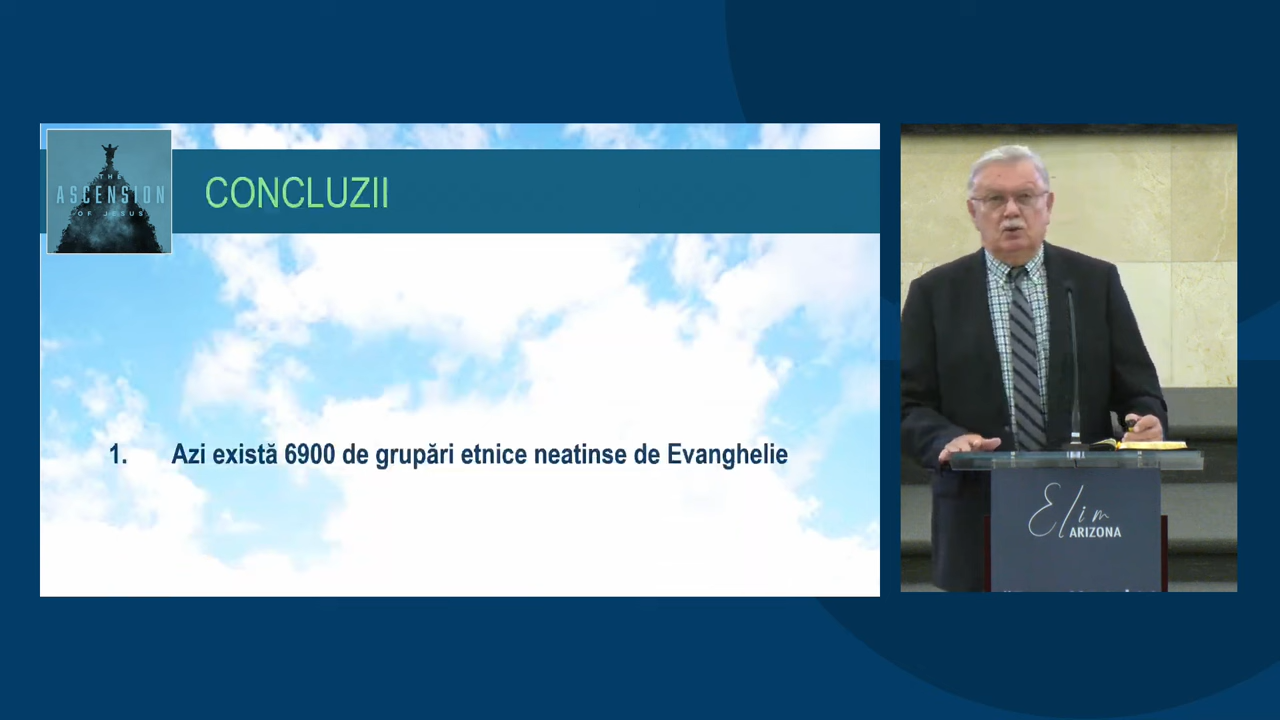 THE
ASCENSION
OF JESUS
CONCLUZII
1. Azi există 6900 de grupări etnice neatinse de Evanghelie
Elim
ARIZONA